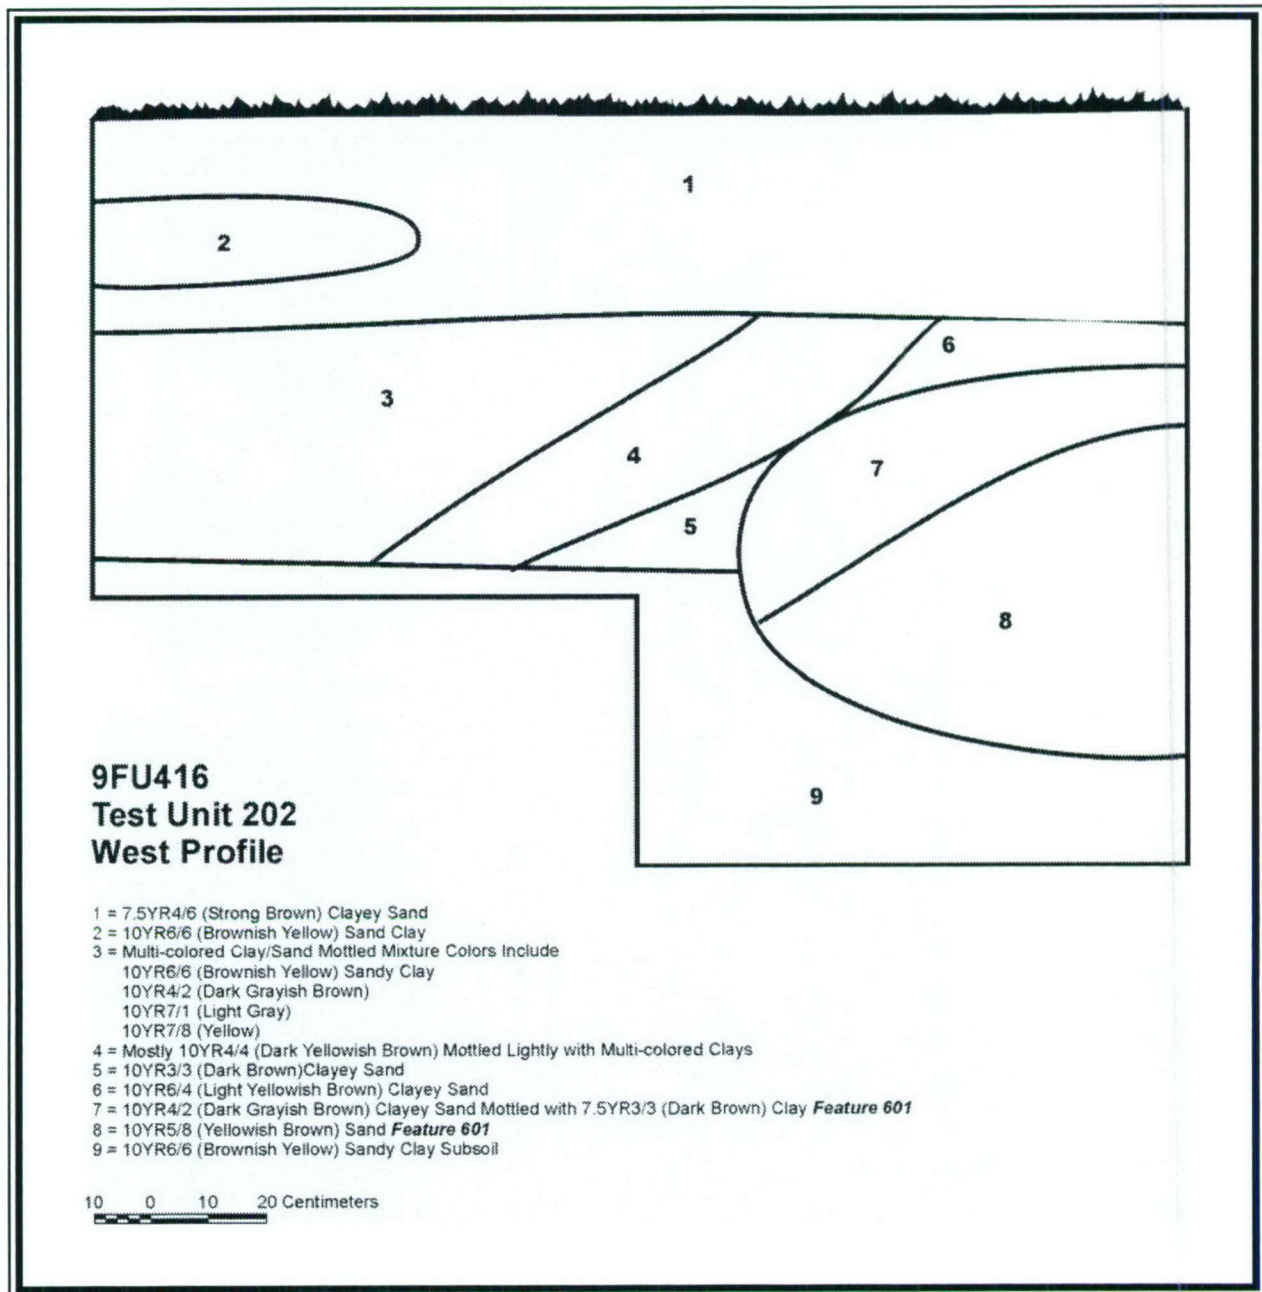 1
2
6
3
4
7
5
8
9
9FU416
Test Unit 202
West Profile
1 = 7.5YR4/6 (Strong Brown) Clayey Sand
2 = 10YR6/6 (Brownish Yellow) Sand Clay
3 = Multi-colored Clay/Sand Mottled Mixture Colors Include
10YR6/6 (Brownish Yellow) Sandy Clay
10YR4/2 (Dark Grayish Brown)
10YR7/1 (Light Gray)
10YR7/8 (Yellow)
4 = Mostly 10YR4/4 (Dark Yellowish Brown) Mottled Lightly with Multi-colored Clays
5 = 10YR3/3 (Dark Brown)Clayey Sand
6 = 10YR6/4 (Light Yellowish Brown) Clayey Sand
7 = 10YR4/2 (Dark Grayish Brown) Clayey Sand Mottled with 7.5YR3/3 (Dark Brown) Clay Feature 601
8 = 10YR5/8 (Yellowish Brown) Sand Feature 601
9 = 10YR6/6 (Brownish Yellow) Sandy Clay Subsoil
10 0 10 20 Centimeters